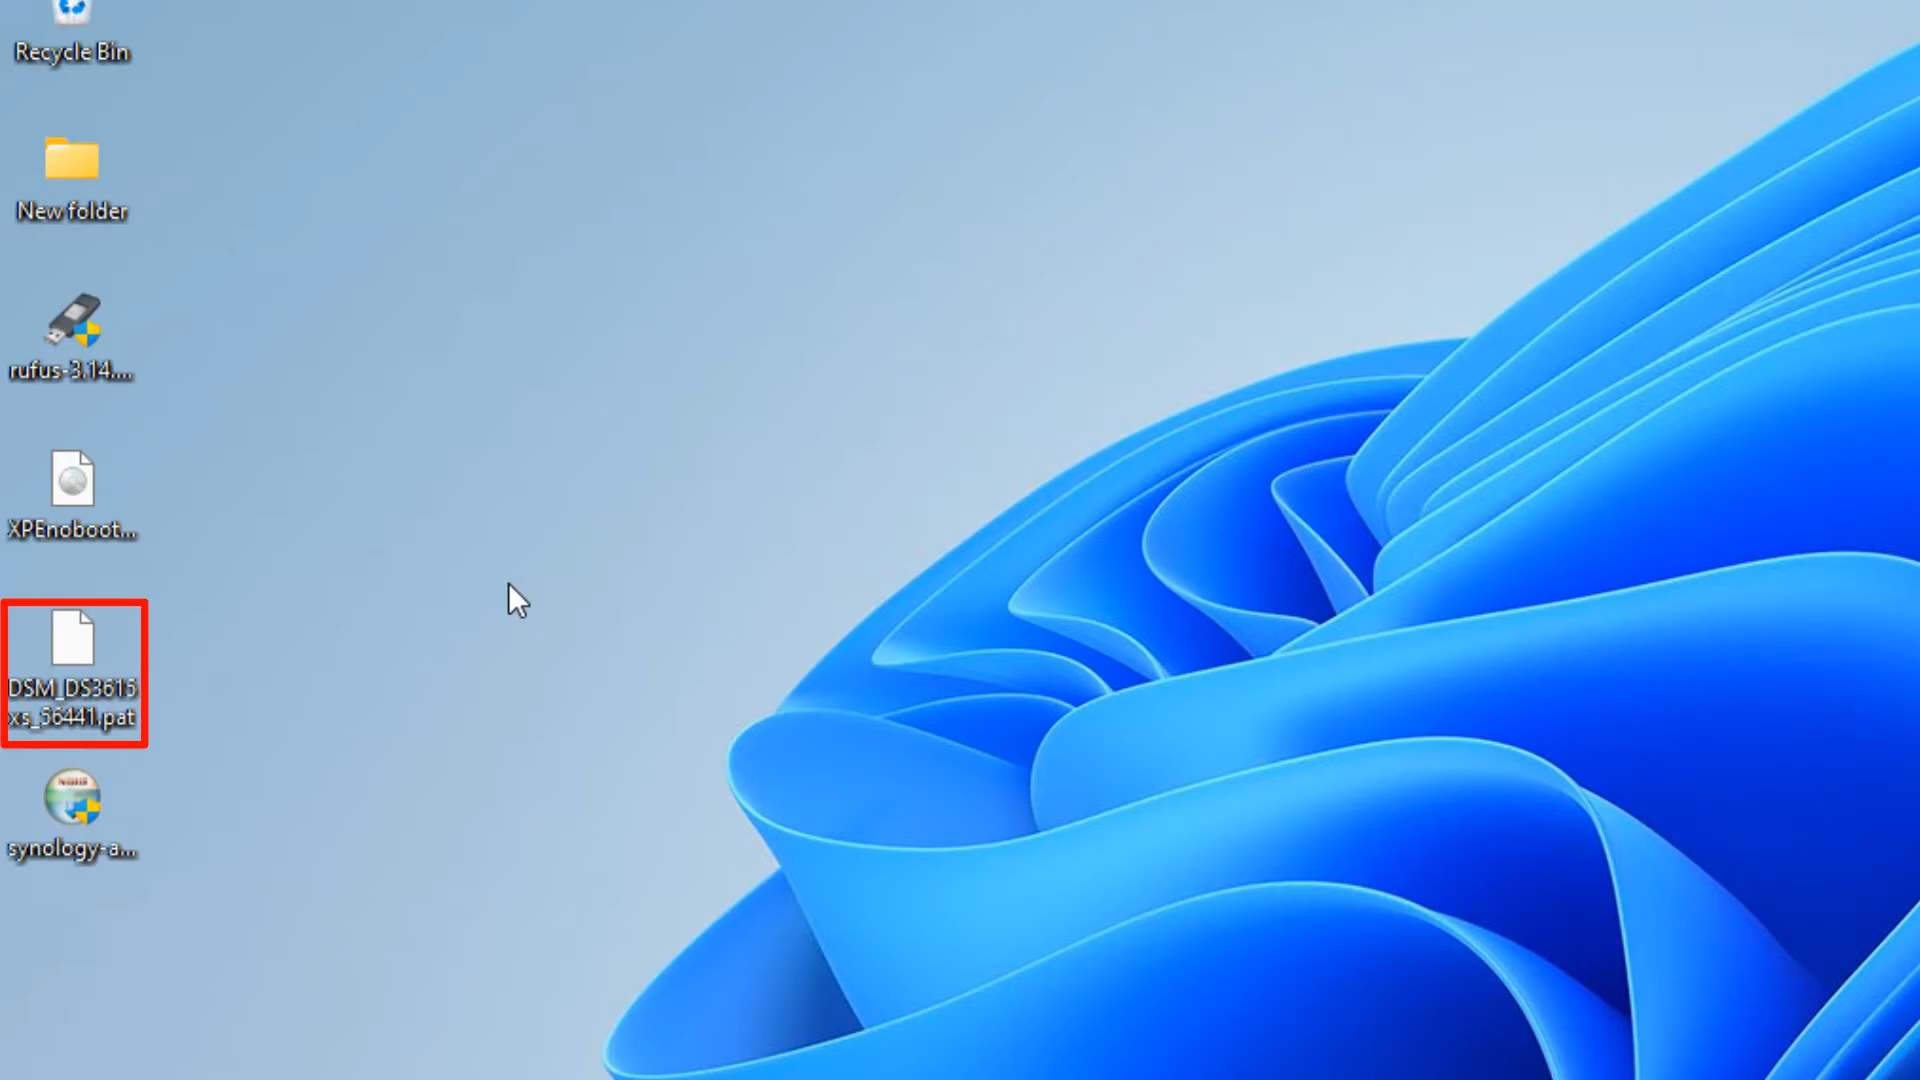 Recycle Bin
New folder
rufus-3.14....
XPEnoboot...
DSM_DS3615
xs_56441.pat
synology-a...